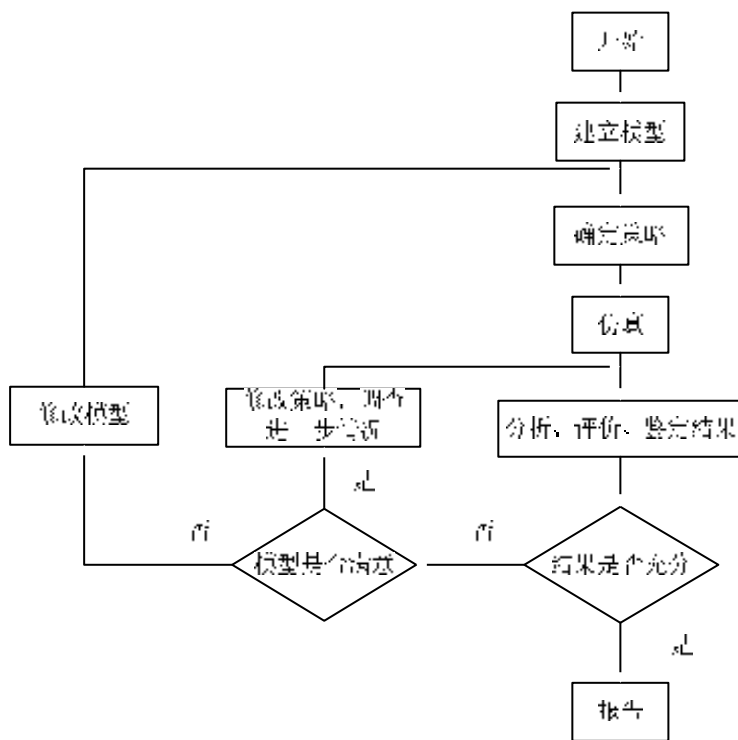 开始
建立模型
确定策略
仿真
修改模型
修改策略,
进一步
分析、评价、鉴定结果
是
否
否
模型是否满意
结果是否充分
是
报告